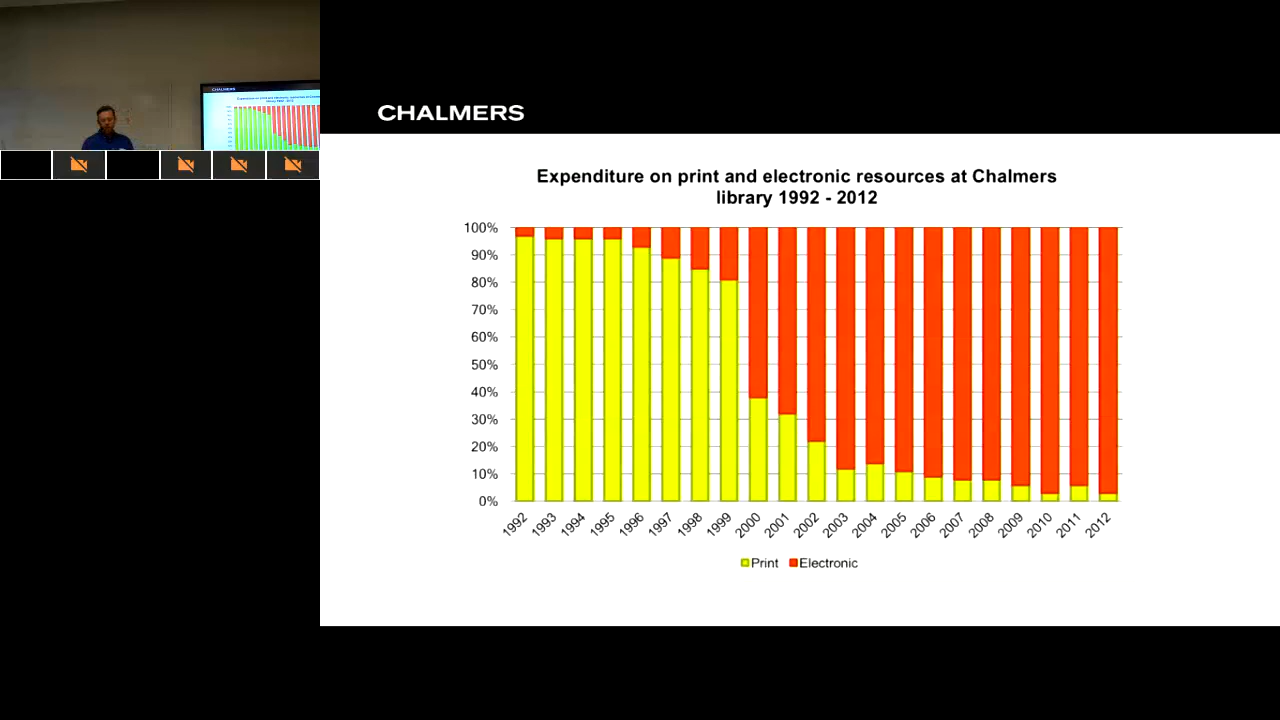 CHALMERS
CHALMERS
Expenditure on print and electronic resources at Chalmers
library 1992 - 2012
100%
90%
80%
70%
60%
50%
40%
30%
20%
10%
0%
1992 1993 1994 1995 1996 1997 1998 1999 2000 2001 2002 2003 2004 2005 2006 2007 2008 2009 2010 2011 2012
Print Electronic